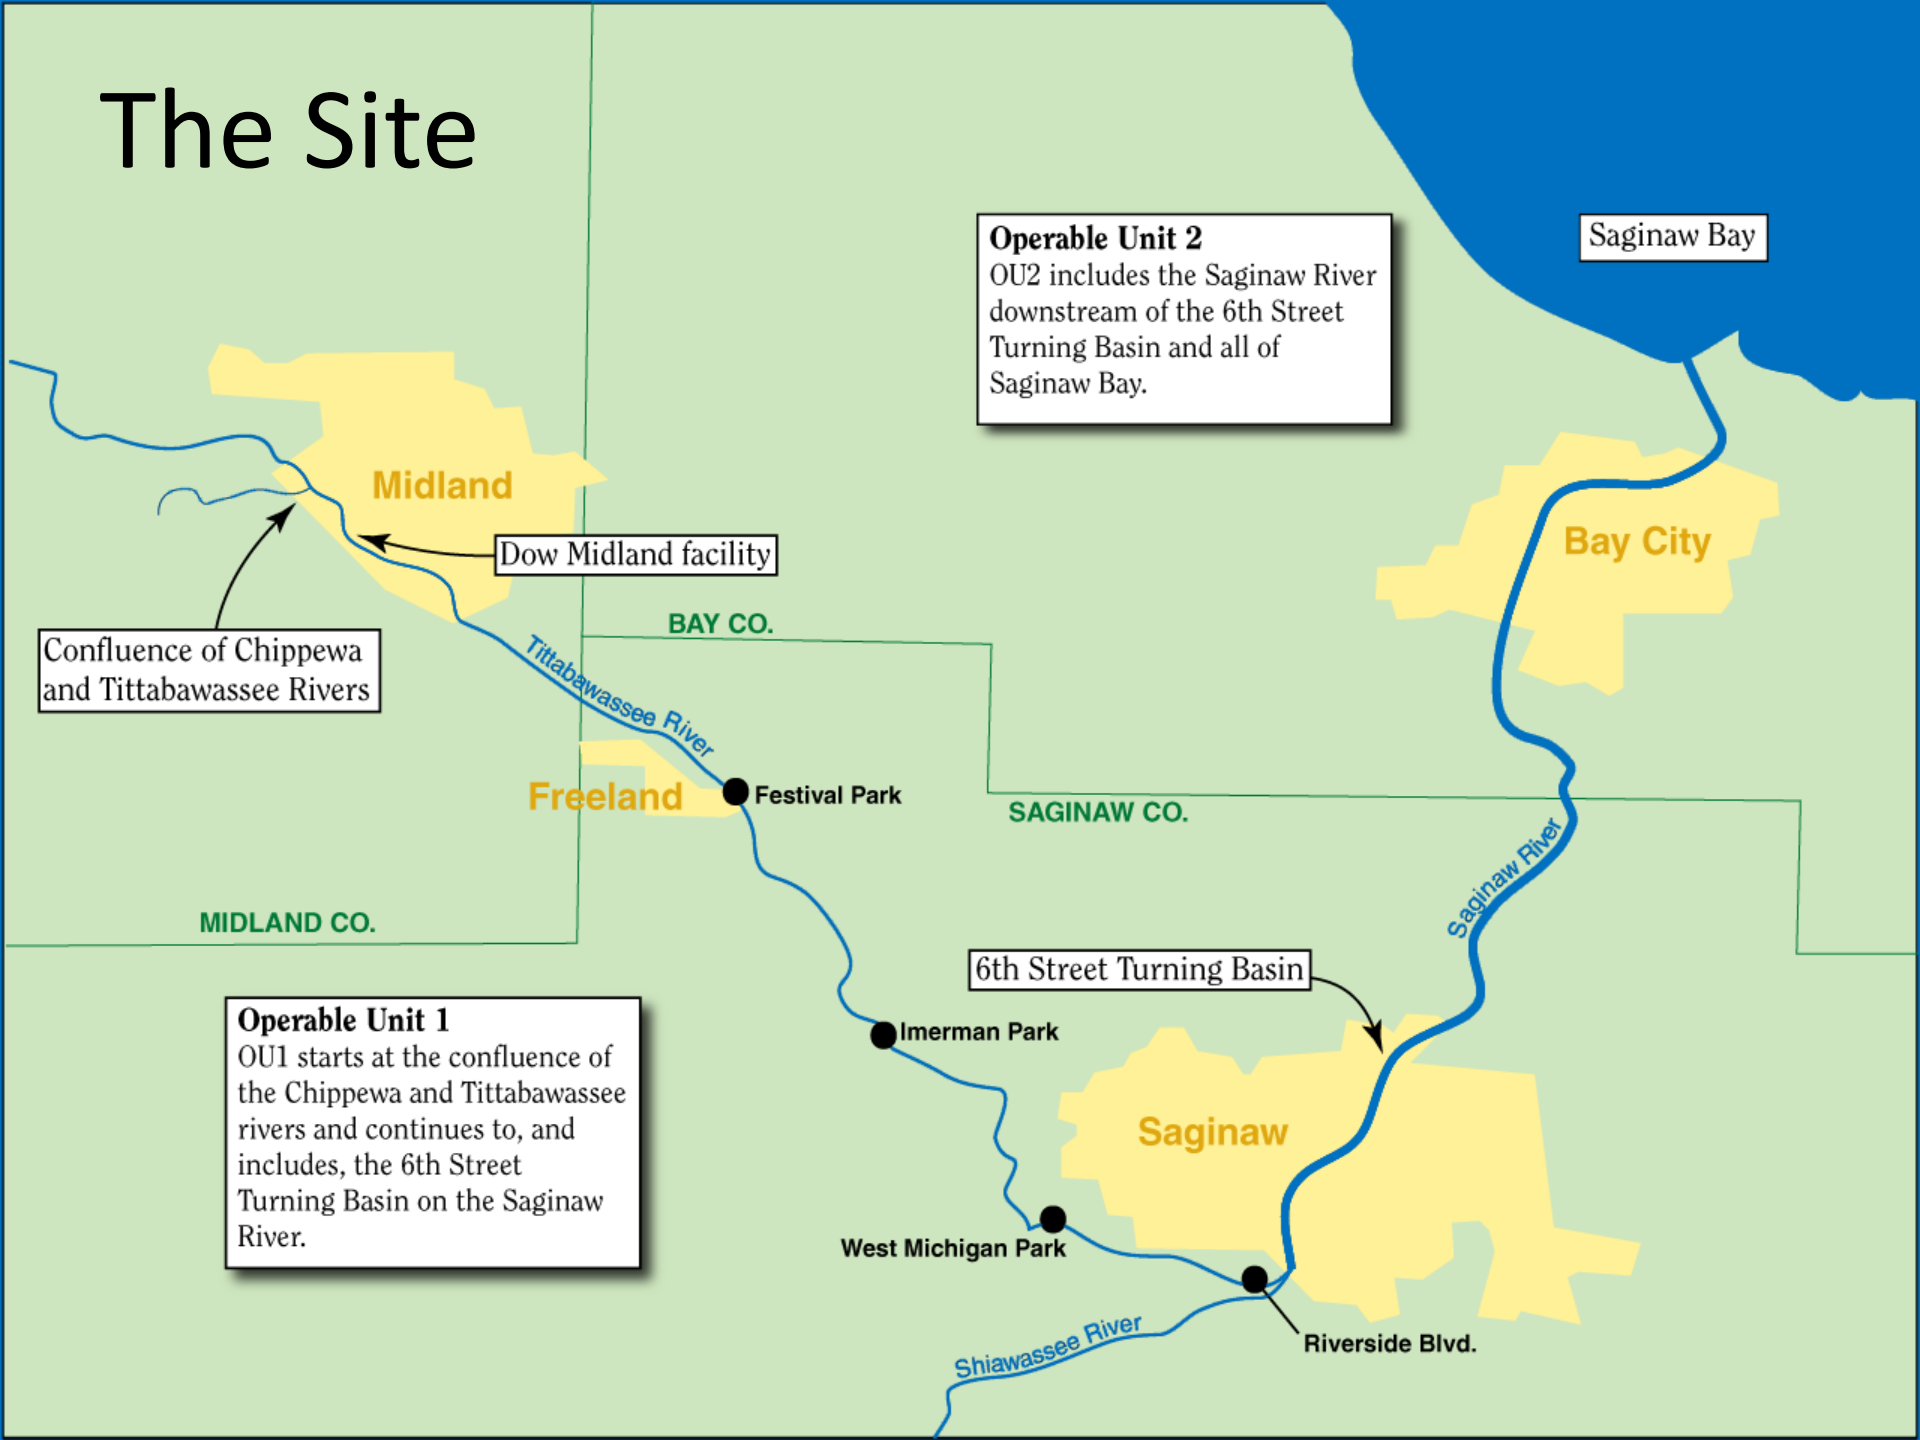 The Site
Operable Unit 2
OU2 includes the Saginaw River
downstream of the 6th Street
Turning Basin and all of
Saginaw Bay.
Saginaw Bay
Midland
Dow Midland facility
Bay City
Confluence of Chippewa
and Tittabawassee Rivers
BAY CO.
Tittabawassee River
Freeland
Festival Park
SAGINAW CO.
Saginaw River
MIDLAND CO.
6th Street Turning Basin
Operable Unit 1
OU1 starts at the confluence of
the Chippewa and Tittabawassee
rivers and continues to, and
includes, the 6th Street
Turning Basin on the Saginaw
River.
Imerman Park
Saginaw
West Michigan Park
Shiawassee River
Riverside Blvd.